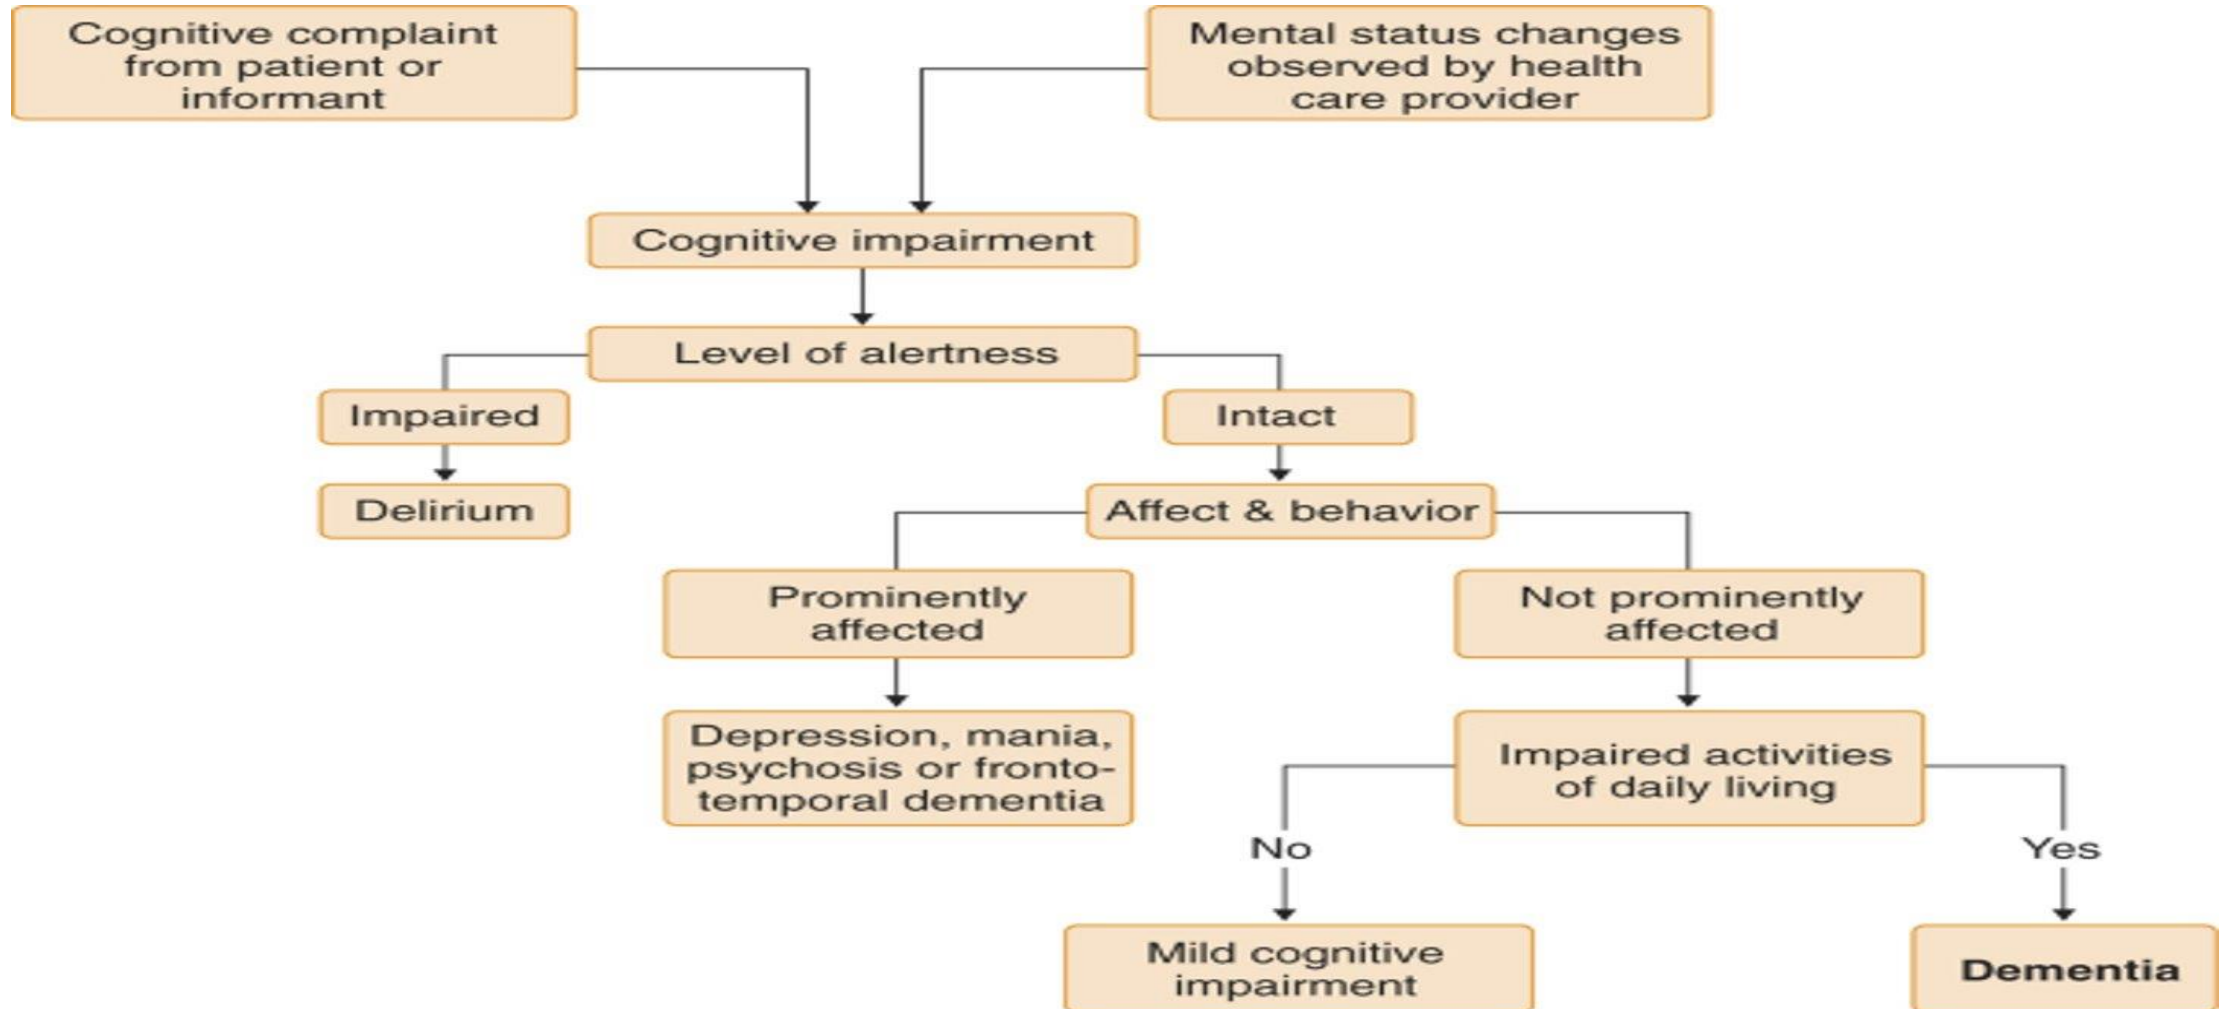 Cognitive complaint
from patient or
informant
Mental status changes
observed by health
care provider
Cognitive impairment
Level of alertness
Impaired
Intact
Delirium
Affect & behavior
Prominently
affected
Not prominently
affected
Depression, mania,
psychosis or fronto-
temporal dementia
Impaired activities
of daily living
No
Yes
Mild cognitive
impairment
Dementia